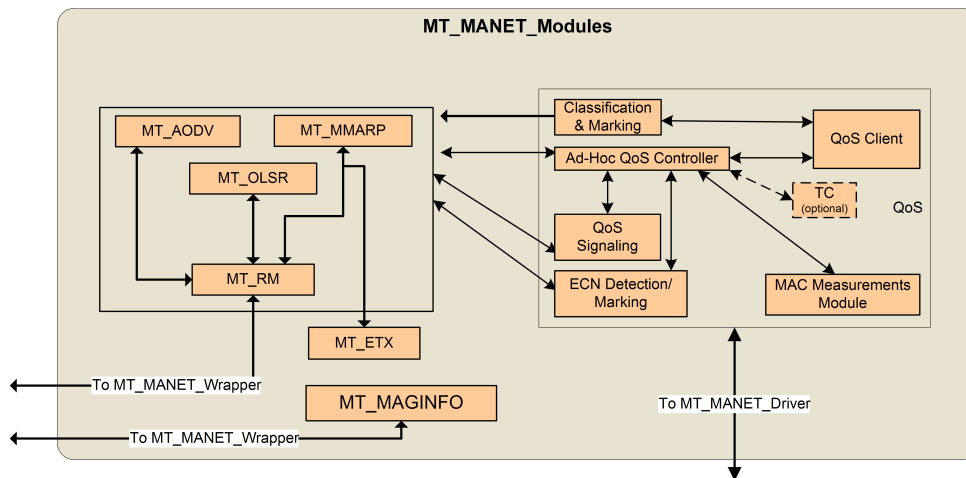 MT_MANET_Modules
MT_AODV
MT_MMARP
MT_OLSR
MT_RM
MT_ETX
MT_MAGINFO
To MT_MANET_Wrapper
To MT_MANET_Wrapper
Classification
& Marking
QoS Client
Ad-Hoc QoS Controller
TC
(optional)
QoS
QoS
Signaling
ECN Detection/
Marking
MAC Measurements
Module
To MT_MANET_Driver